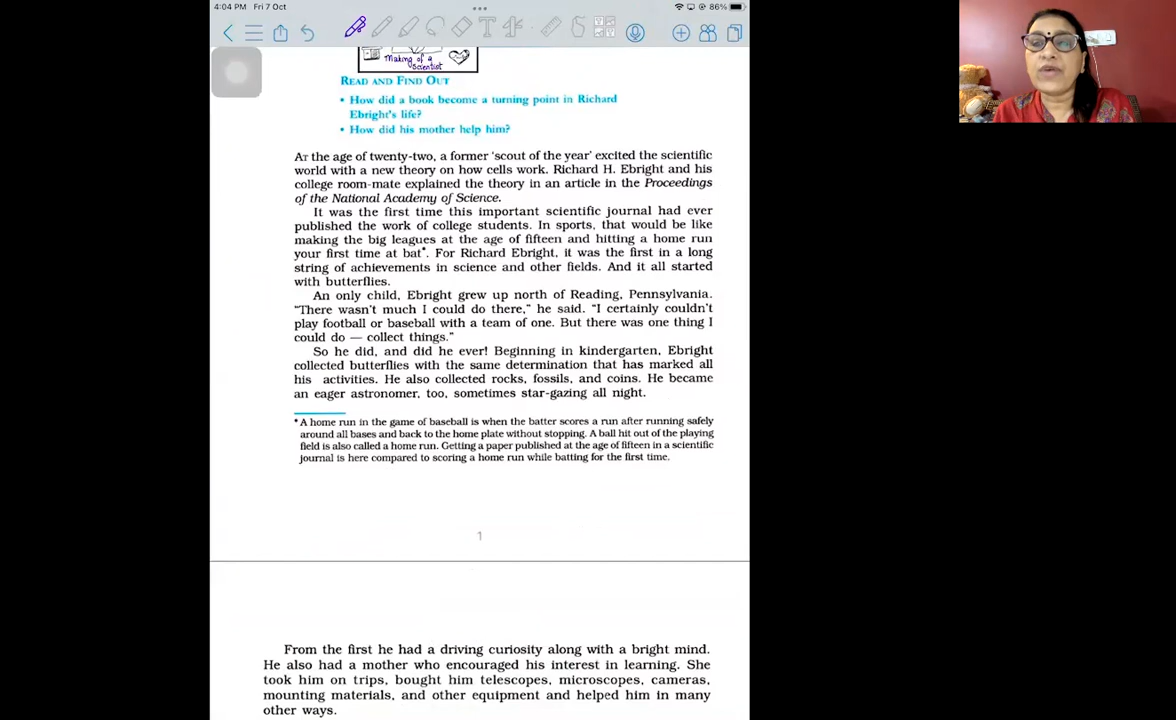 4:04 PM Fri 7 Oct
86%
Making of a
Scientist
READ AND FIND OUT
• How did a book become a turning point in Richard
Ebright's life?
• How did his mother help him?
AT the age of twenty-two, a former 'scout of the year' excited the scientific
world with a new theory on how cells work. Richard H. Ebright and his
college room-mate explained the theory in an article in the Proceedings
of the National Academy of Science.
It was the first time this important scientific journal had ever
published the work of college students. In sports, that would be like
making the big leagues at the age of fifteen and hitting a home run
your first time at bat*. For Richard Ebright, it was the first in a long
string of achievements in science and other fields. And it all started
with butterflies.
An only child, Ebright grew up north of Reading, Pennsylvania.
"There wasn't much I could do there," he said. "I certainly couldn't
play football or baseball with a team of one. But there was one thing I
could do — collect things."
So he did, and did he ever! Beginning in kindergarten, Ebright
collected butterflies with the same determination that has marked all
his activities. He also collected rocks, fossils, and coins. He became
an eager astronomer, too, sometimes star-gazing all night.
* A home run in the game of baseball is when the batter scores a run after running safely
around all bases and back to the home plate without stopping. A ball hit out of the playing
field is also called a home run. Getting a paper published at the age of fifteen in a scientific
journal is here compared to scoring a home run while batting for the first time.
1
From the first he had a driving curiosity along with a bright mind.
He also had a mother who encouraged his interest in learning. She
took him on trips, bought him telescopes, microscopes, cameras,
mounting materials, and other equipment and helped him in many
other ways.